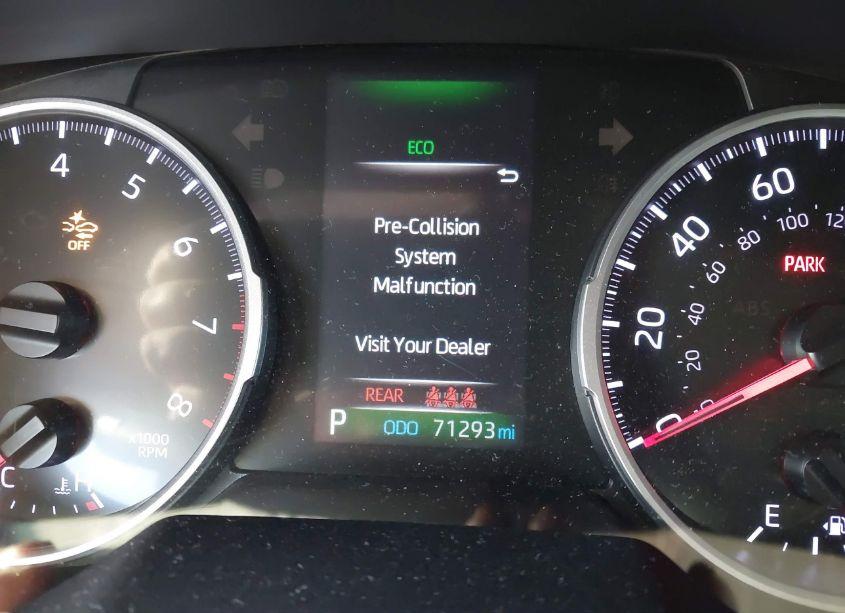 4
5
6
7
8
x1000
RPM
OFF
C
H
ECO
Pre-Collision
System
Malfunction
Visit Your Dealer
REAR
P ODO 71293 mi
60
40
20
0
100
80
60
40
20
PARK
ABS
E